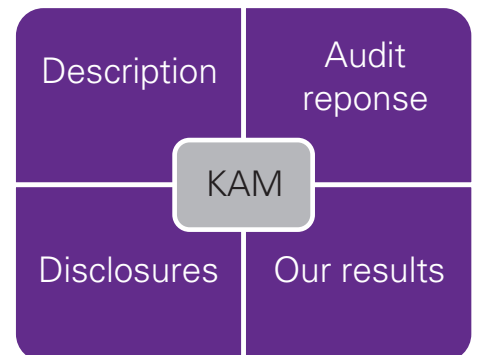 Description
Audit
reponse
KAM
Disclosures
Our results